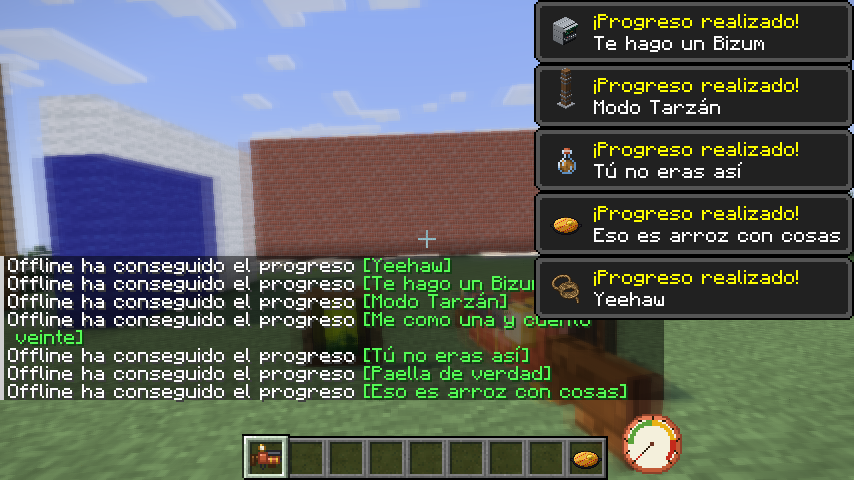 ¡Progreso realizado!
Te hago un Bizum
¡Progreso realizado!
Modo Tarzán
¡Progreso realizado!
Tú no eras así
¡Progreso realizado!
Eso es arroz con cosas
¡Progreso realizado!
Yeehaw
Offline ha conseguido el progreso [Yeehaw]
Offline ha conseguido el progreso [Te hago un Bizum
Offline ha conseguido el progreso [Modo Tarzán]
Offline ha conseguido el progreso [Me como una y cuento
veinte]
Offline ha conseguido el progreso [Tú no eras así]
Offline ha conseguido el progreso [Paella de verdad]
Offline ha conseguido el progreso [Eso es arroz con cosas]